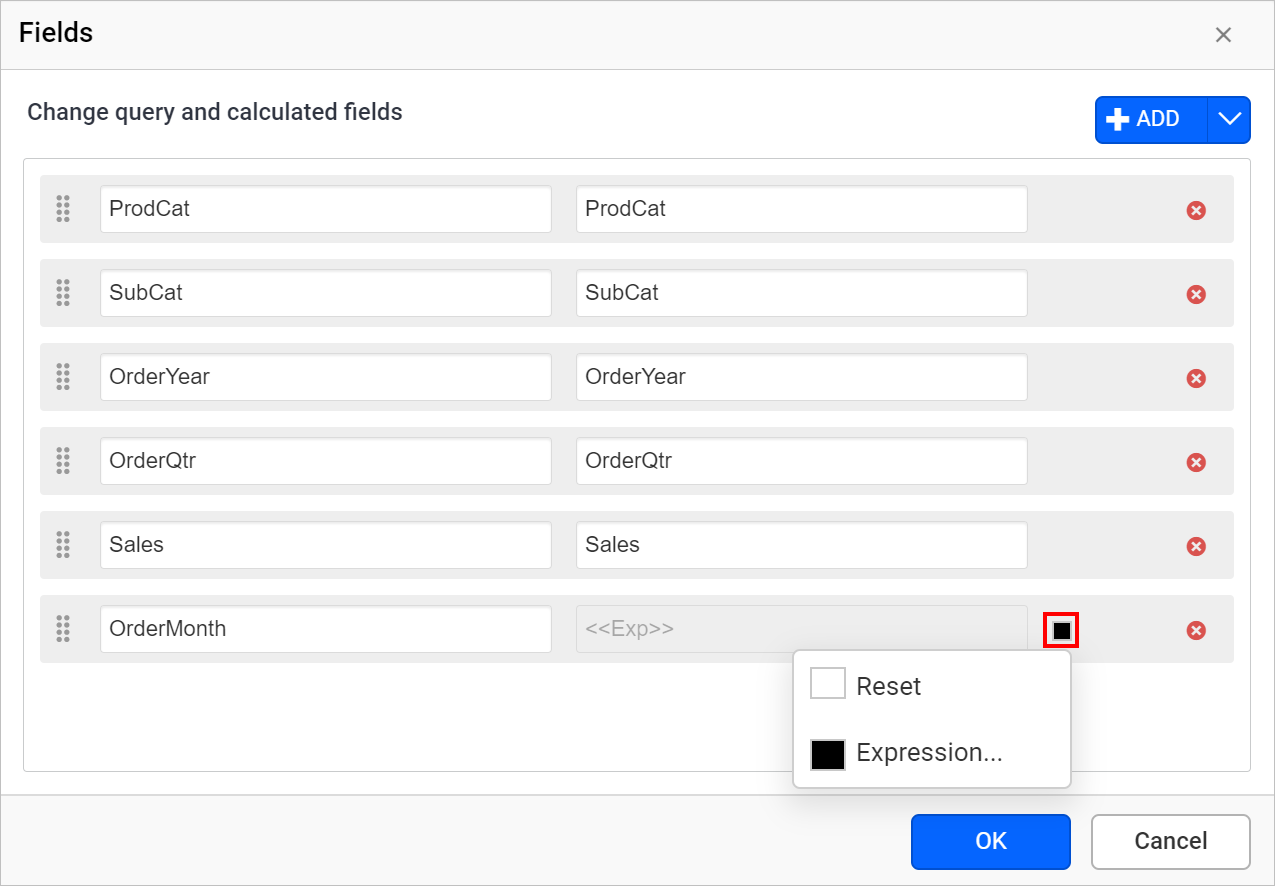 Fields
Change query and calculated fields
ADD
ProdCat ProdCat
SubCat SubCat
OrderYear OrderYear
OrderQtr OrderQtr
Sales Sales
OrderMonth <<Exp>>
Reset
Expression...
OK Cancel